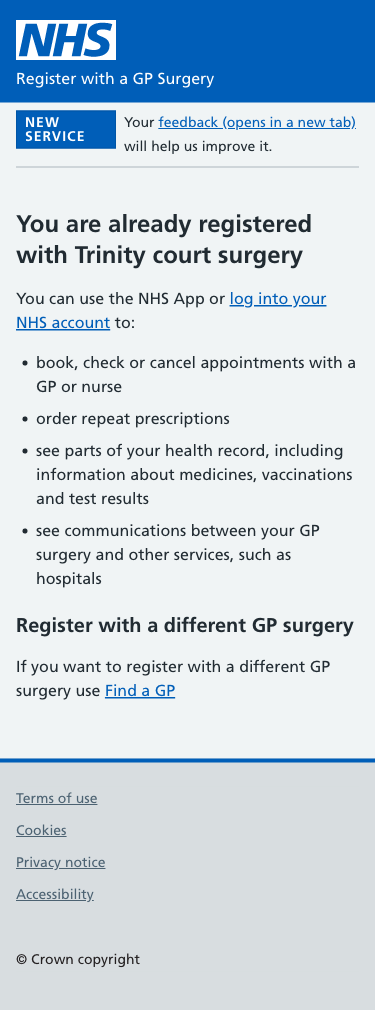 NHS
Register with a GP Surgery
NEW
SERVICE
Your feedback (opens in a new tab)
will help us improve it.
You are already registered
with Trinity court surgery
You can use the NHS App or log into your
NHS account to:
• book, check or cancel appointments with a
GP or nurse
• order repeat prescriptions
• see parts of your health record, including
information about medicines, vaccinations
and test results
• see communications between your GP
surgery and other services, such as
hospitals
Register with a different GP surgery
If you want to register with a different GP
surgery use Find a GP
Terms of use
Cookies
Privacy notice
Accessibility
© Crown copyright